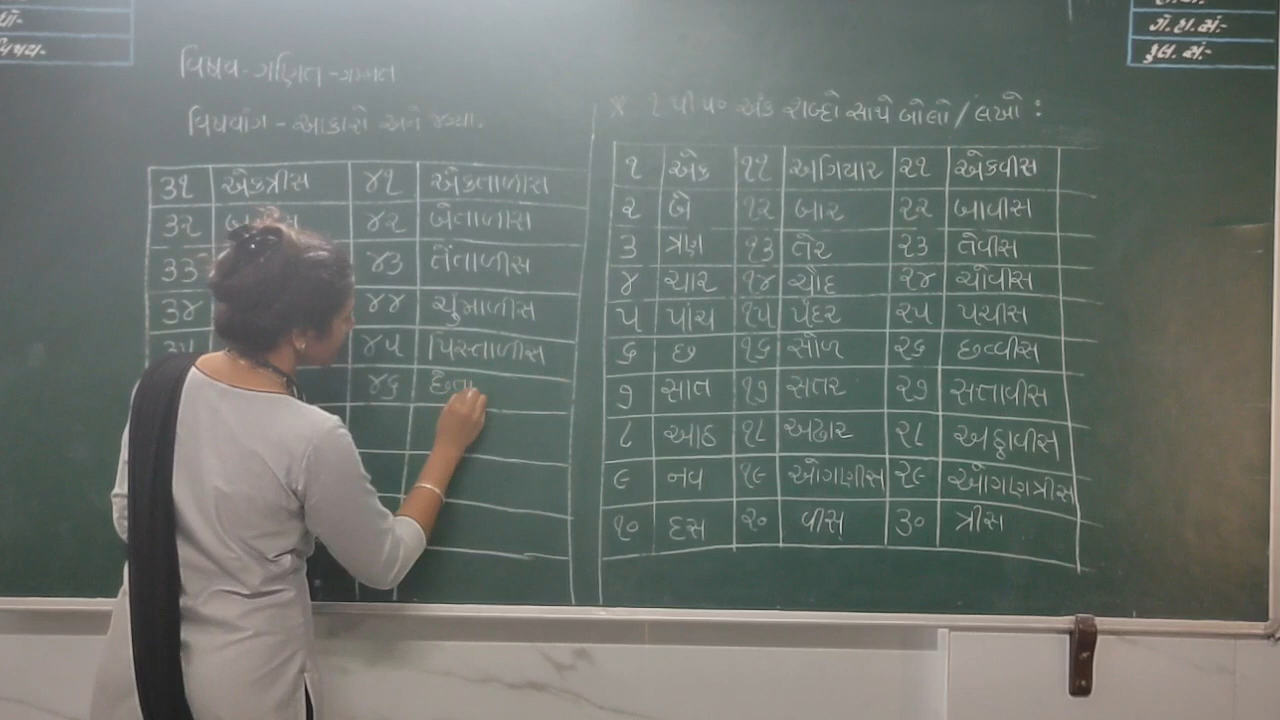 વિષય-
ગે.હા.સં:-
કુલ.સં:-
વિષય-ગણિત-ગમ્મત
વિષયાંગ - આકારો અને જગ્યા.
* ૧ થી ૫૦ અંક શબ્દો સાથે બોલો/લખો :
૩૧ એકત્રીસ ૪૧ એકતાળીસ
૩૨ ૪૨ બેતાળીસ
૩૩ ૪૩ તેંતાળીસ
૩૪ ૪૪ ચુંમાળીસ
૩૫ ૪૫ પિસ્તાળીસ
૪૬ છેતા
૧ એક ૧૧ અગિયાર ૨૧ એકવીસ
૨ બે ૧૨ બાર ૨૨ બાવીસ
૩ ત્રણ ૧૩ તેર ૨૩ તેવીસ
૪ ચાર ૧૪ ચૌદ ૨૪ ચોવીસ
૫ પાંચ ૧૫ પંદર ૨૫ પચીસ
૬ છ ૧૬ સોળ ૨૬ છવ્વીસ
૭ સાત ૧૭ સતર ૨૭ સતાવીસ
૮ આઠ ૧૮ અઢાર ૨૮ અઠ્ઠાવીસ
૯ નવ ૧૯ ઓગણીસ ૨૯ ઓગણત્રીસ
૧૦ દસ ૨૦ વીસ ૩૦ ત્રીસ